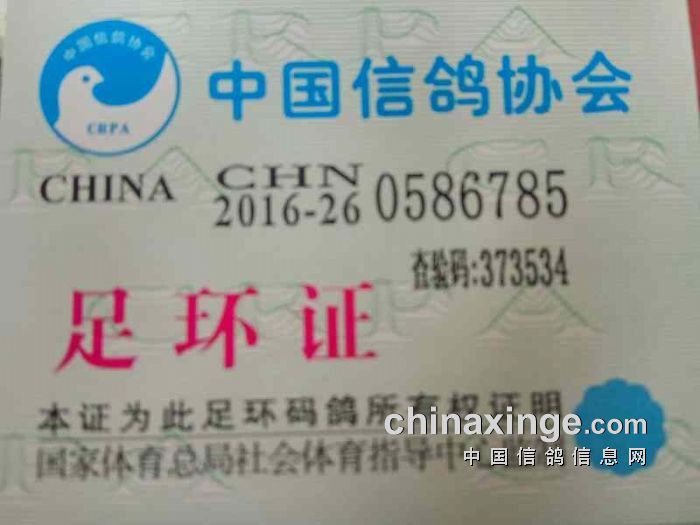 中国信鸽协会
CRPA
中国信鸽协会
CHINA
CHN
2016-26 0586785
查验码:373534
足环证
本证为此足环码鸽所有权证明
国家体育总局社会体育指导中心
chinaxinge.com
中国信鸽信息网